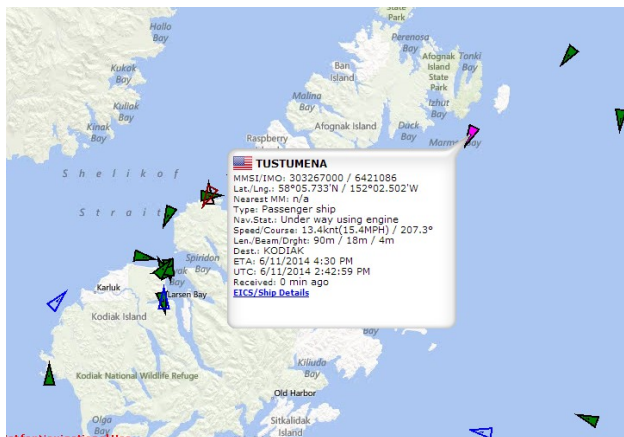 State
Park
Hallo
Bay
Perenosa
Bay
Afognak
Island
State
Park
Tonki
Bay
Kukak
Bay
Ban
Island
Malina
Bay
Izhut
Bay
Kuliak
Bay
Kinak
Bay
Raspberry
Afognak Island
Duck
Bay
Marmot Bay
TUSTUMENA
MMSI/IMO: 303267000 / 6421086
Lat./Lng.: 58°05.733'N / 152°02.502'W
Nearest MM: n/a
Type: Passenger ship
Nav.Stat.: Under way using engine
Speed/Course: 13.4knt(15.4MPH) / 207.3°
Len./Beam/Drght: 90m / 18m / 4m
Dest.: KODIAK
ETA: 6/11/2014 4:30 PM
UTC: 6/11/2014 2:42:59 PM
Received: 0 min ago
EICS/Ship Details
Shelikof
Strait
Spiridon
Bay
Karluk
Larsen Bay
Kodiak Island
Kodiak National Wildlife Refuge
Kiliuda
Bay
Old Harbor
Olga
Bay
Sitkalidak
Island